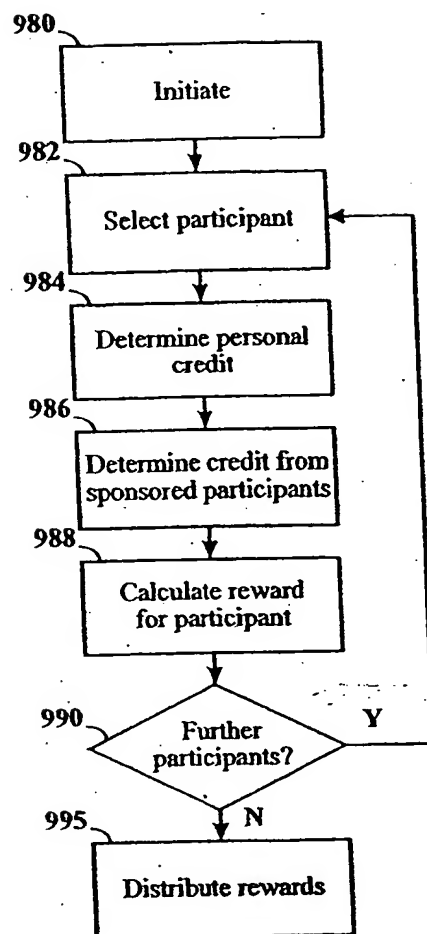 980
Initiate
982
Select participant
984
Determine personal
credit
986
Determine credit from
sponsored participants
988
Calculate reward
for participant
990
Further
participants?
Y
N
995
Distribute rewards